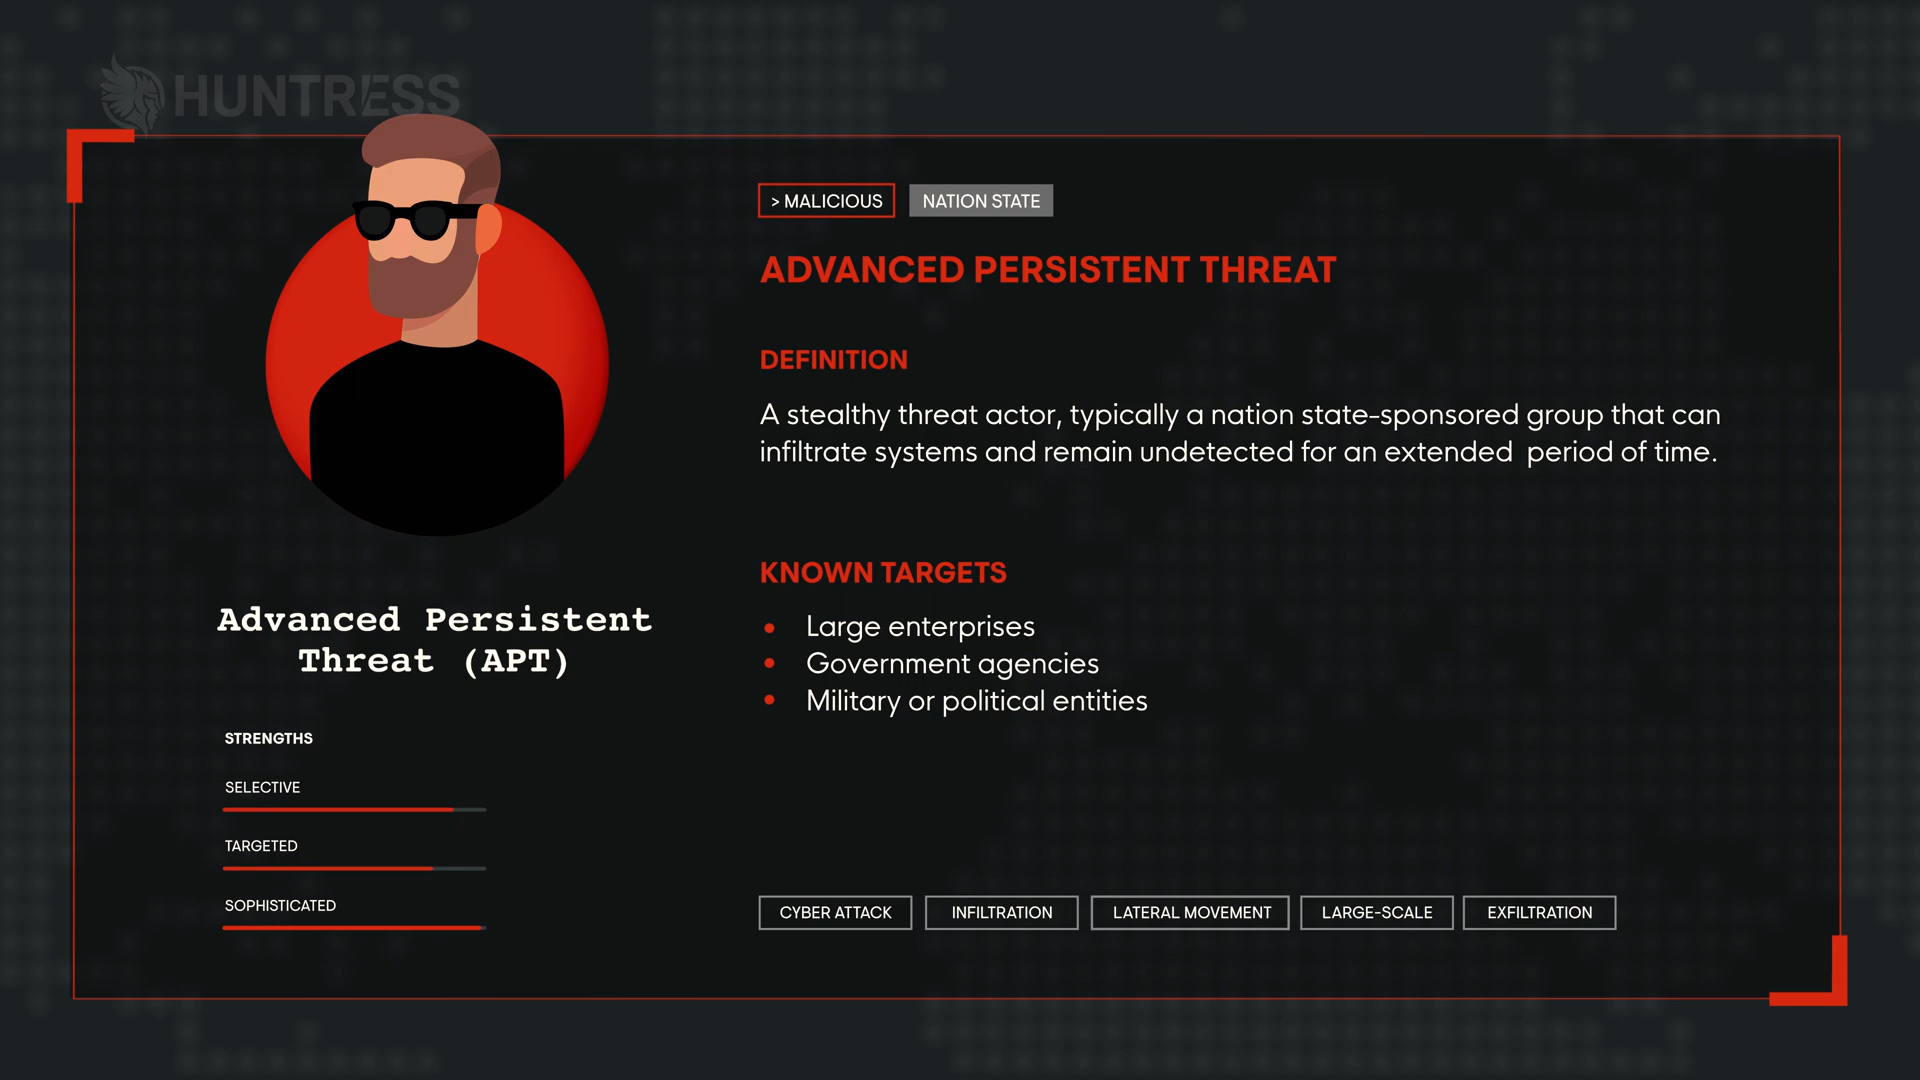 HUNTRESS
> MALICIOUS
NATION STATE
ADVANCED PERSISTENT THREAT
DEFINITION
A stealthy threat actor, typically a nation state-sponsored group that can
infiltrate systems and remain undetected for an extended  period of time.
KNOWN TARGETS
• Large enterprises
• Government agencies
• Military or political entities
Advanced Persistent
Threat (APT)
STRENGTHS
SELECTIVE
TARGETED
SOPHISTICATED
CYBER ATTACK
INFILTRATION
LATERAL MOVEMENT
LARGE-SCALE
EXFILTRATION